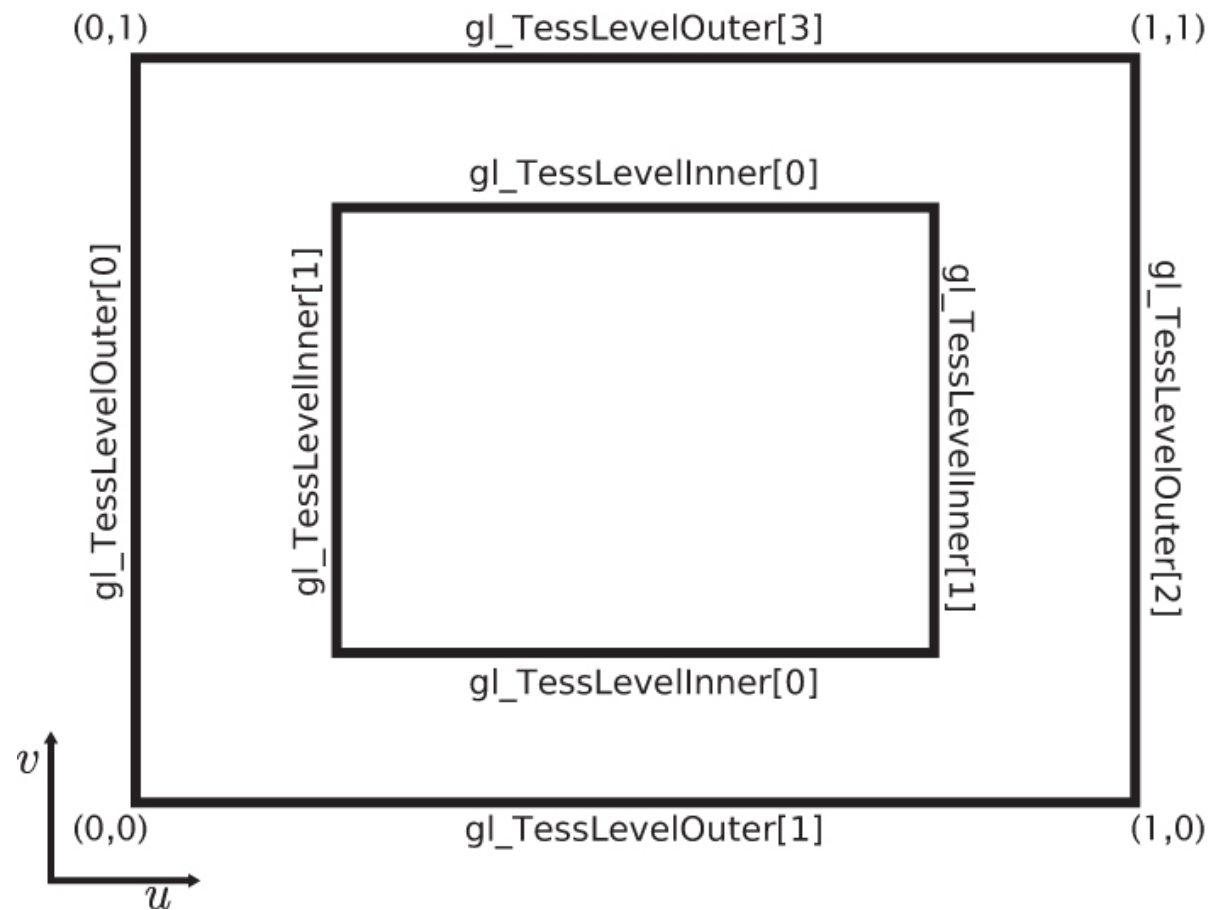 (0,1)
gl_TessLevelOuter[3]
(1,1)
gl_TessLevelInner[0]
gl_TessLevelOuter[0]
gl_TessLevelInner[1]
gl_TessLevelInner[1]
gl_TessLevelOuter[2]
gl_TessLevelInner[0]
v
(0,0)
gl_TessLevelOuter[1]
(1,0)
u